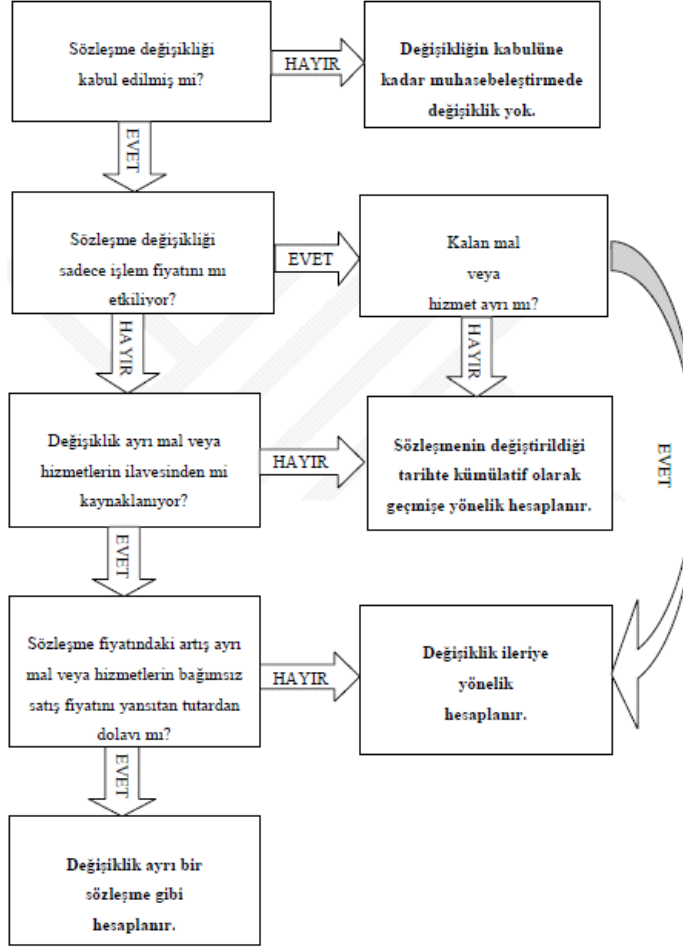 Sözleşme değişikliği
kabul edilmiş mi?
HAYIR
Değişikliğin kabulüne
kadar muhasebeleştirmede
değişiklik yok.
EVET
Sözleşme değişikliği
sadece işlem fiyatını mı
etkiliyor?
EVET
Kalan mal
veya
hizmet ayrı mı?
HAYIR
HAYIR
EVET
Değişiklik ayrı mal veya
hizmetlerin ilavesinden mi
kaynaklanıyor?
HAYIR
Sözleşmenin değiştirildiği
tarihte kümülatif olarak
geçmişe yönelik hesaplanır.
EVET
Sözleşme fiyatındaki artış ayrı
mal veya hizmetlerin bağımsız
satış fiyatını yansıtan tutardan
dolayı mı?
HAYIR
Değişiklik ileriye
yönelik
hesaplanır.
EVET
Değişiklik ayrı bir
sözleşme gibi
hesaplanır.